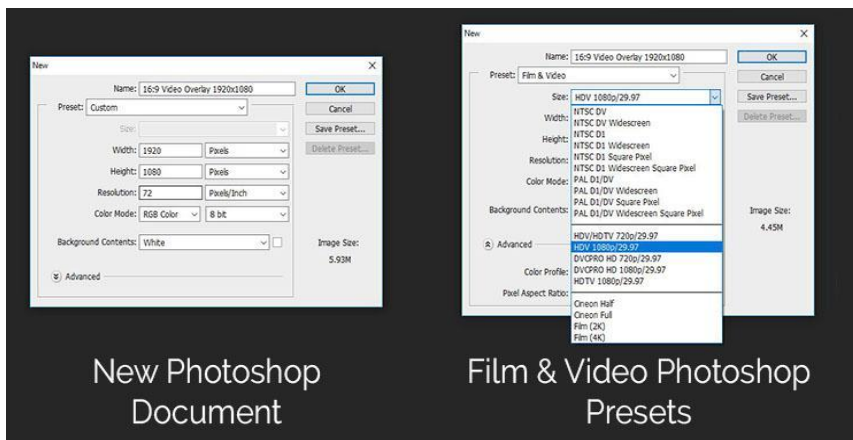 New
Name: 16:9 Video Overlay 1920x1080
OK
Preset: Custom
Cancel
Size:
Save Preset...
Width: 1920 Pixels
Delete Preset...
Height: 1080 Pixels
Resolution: 72 Pixels/Inch
Color Mode: RGB Color 8 bit
Background Contents: White
Image Size:
5.93M
Advanced
New Photoshop
Document
New
Name: 16:9 Video Overlay 1920x1080
OK
Preset: Film & Video
Cancel
Size: HDV 1080p/29.97
Save Preset...
Width:
Delete Preset...
Height:
Resolution:
Color Mode:
Background Contents:
Image Size:
4.45M
Advanced
Color Profile:
Pixel Aspect Ratio:
NTSC DV
NTSC DV Widescreen
NTSC D1
NTSC D1 Widescreen
NTSC D1 Square Pixel
NTSC D1 Widescreen Square Pixel
PAL D1/DV
PAL D1/DV Widescreen
PAL D1/DV Square Pixel
PAL D1/DV Widescreen Square Pixel
HDV/HDTV 720p/29.97
HDV 1080p/29.97
DVCPRO HD 720p/29.97
DVCPRO HD 1080p/29.97
HDTV 1080p/29.97
Cineon Half
Cineon Full
Film (2K)
Film (4K)
Film & Video Photoshop
Presets